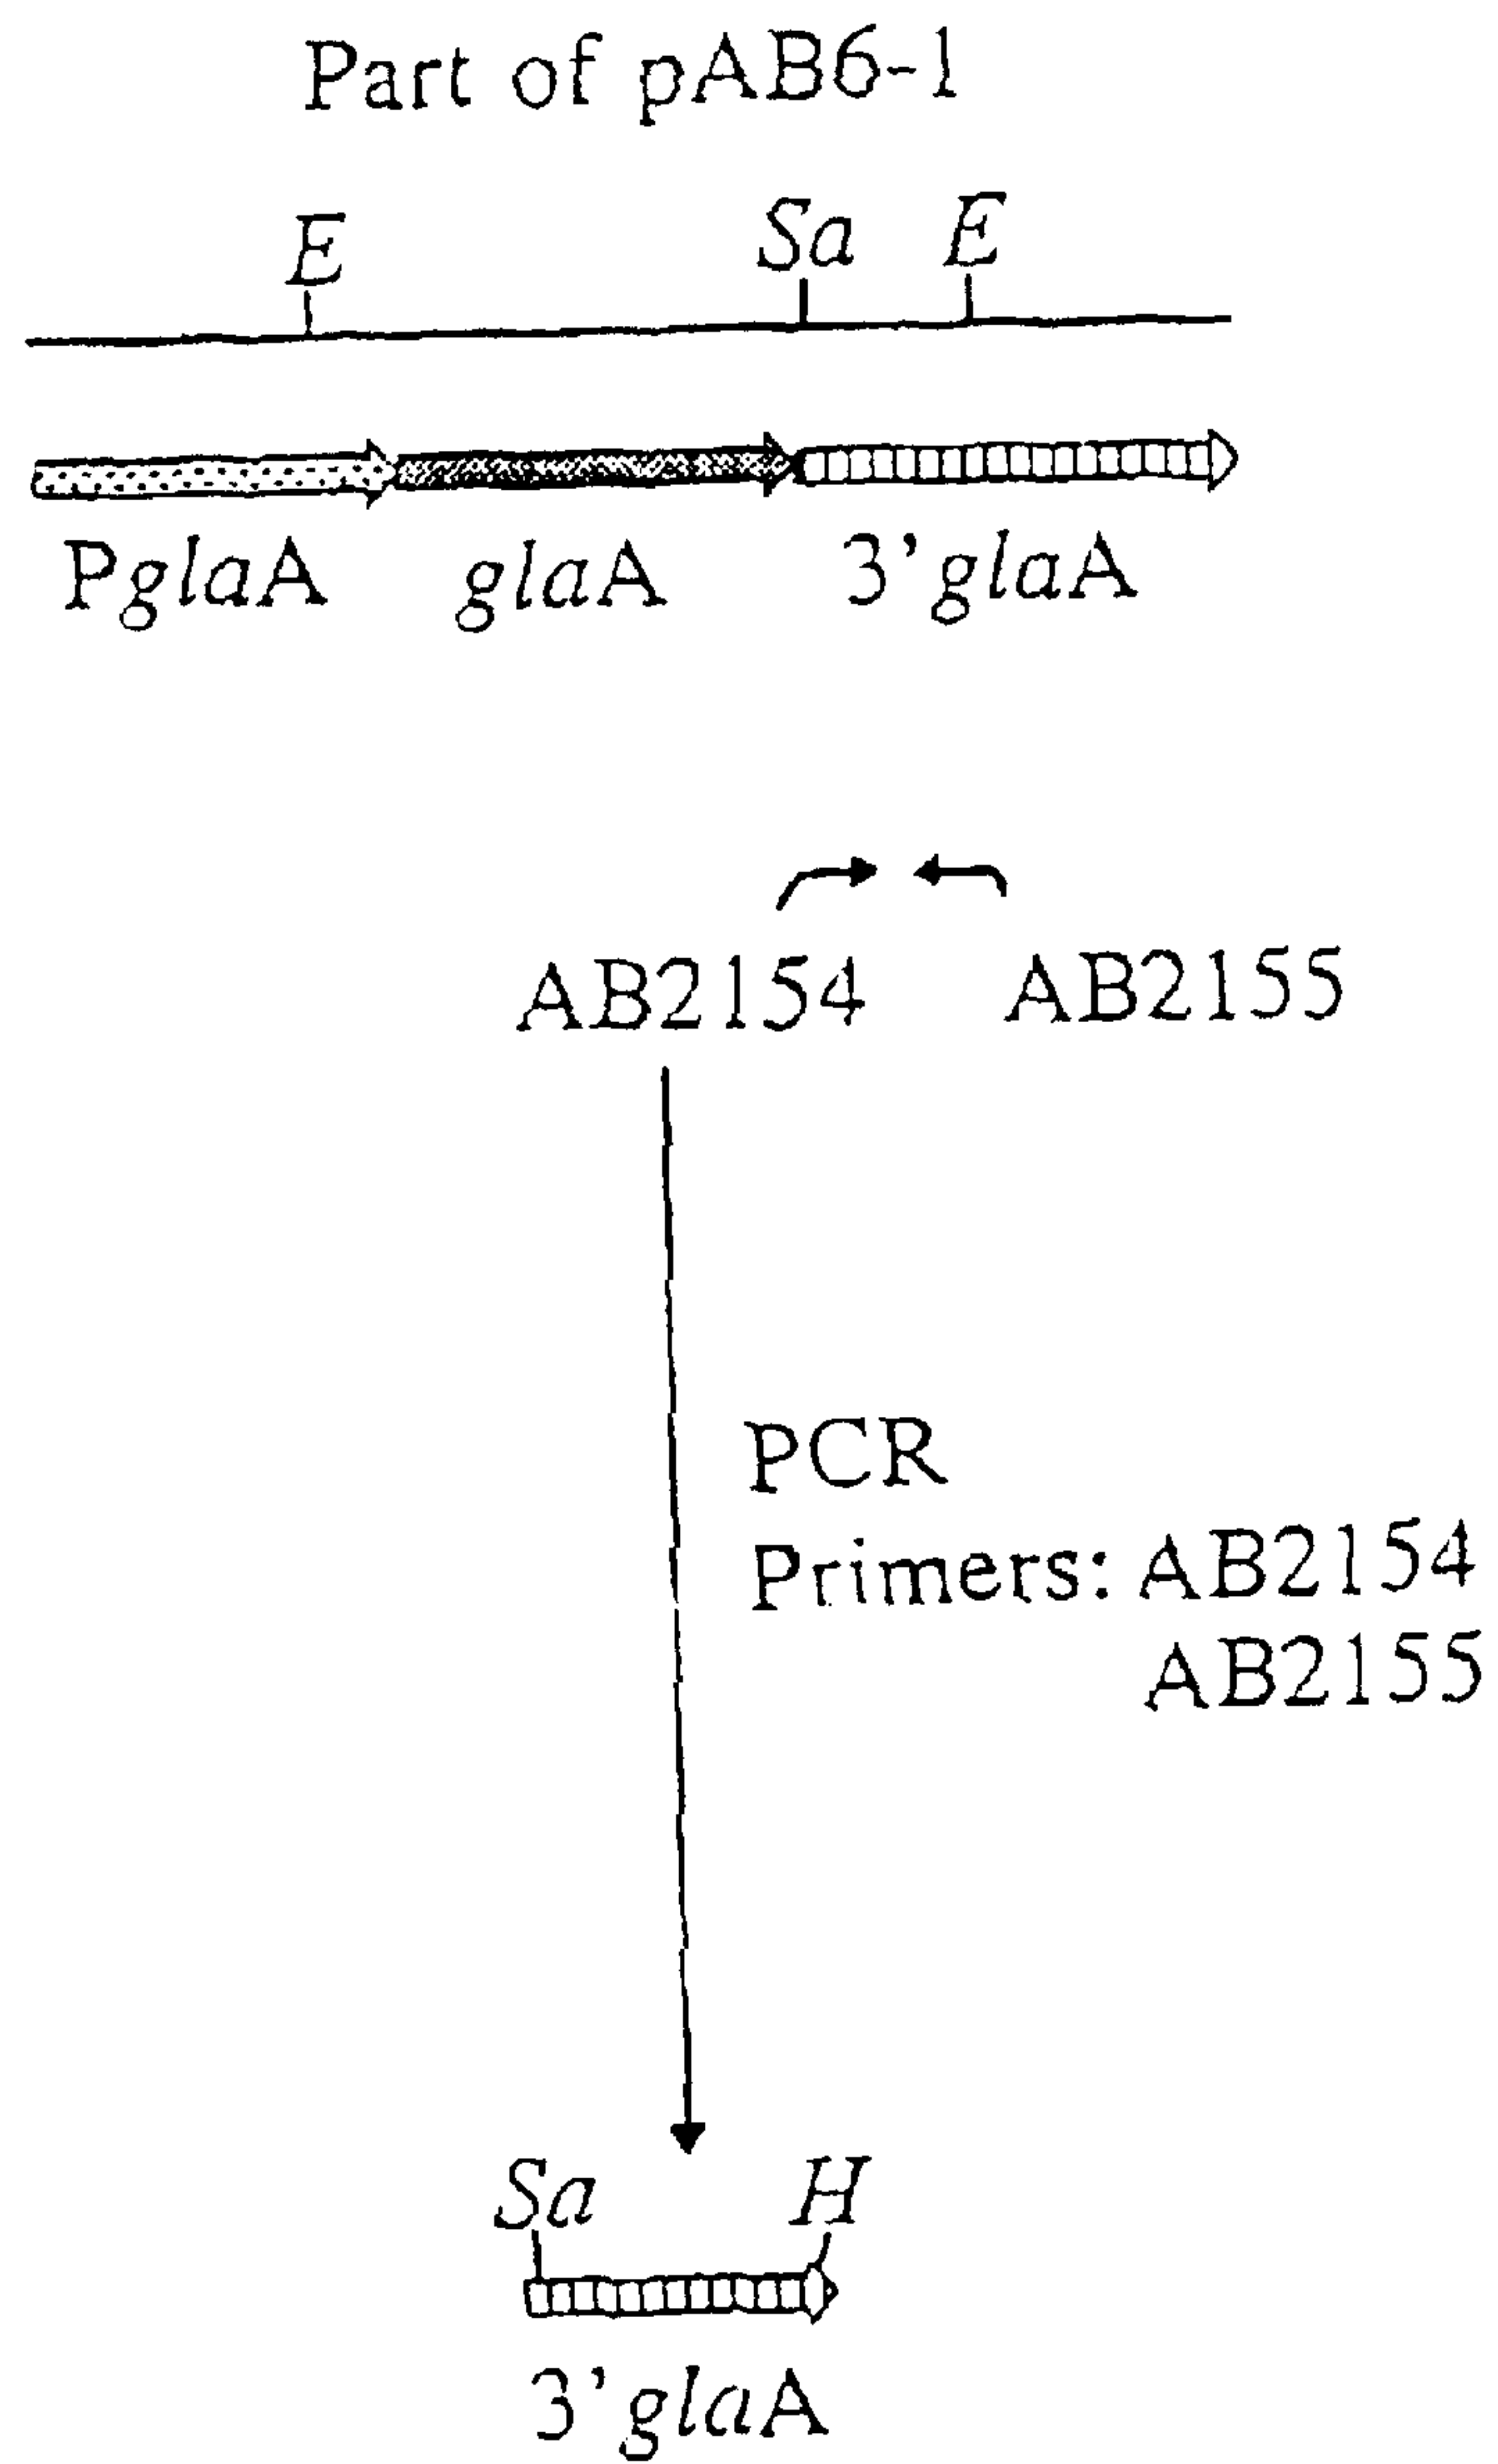 Part of pAB6-1
E Sa E
PglaA glaA 3'glaA
AB2154 AB2155
PCR
Primers: AB2154
AB2155
Sa H
3'glaA